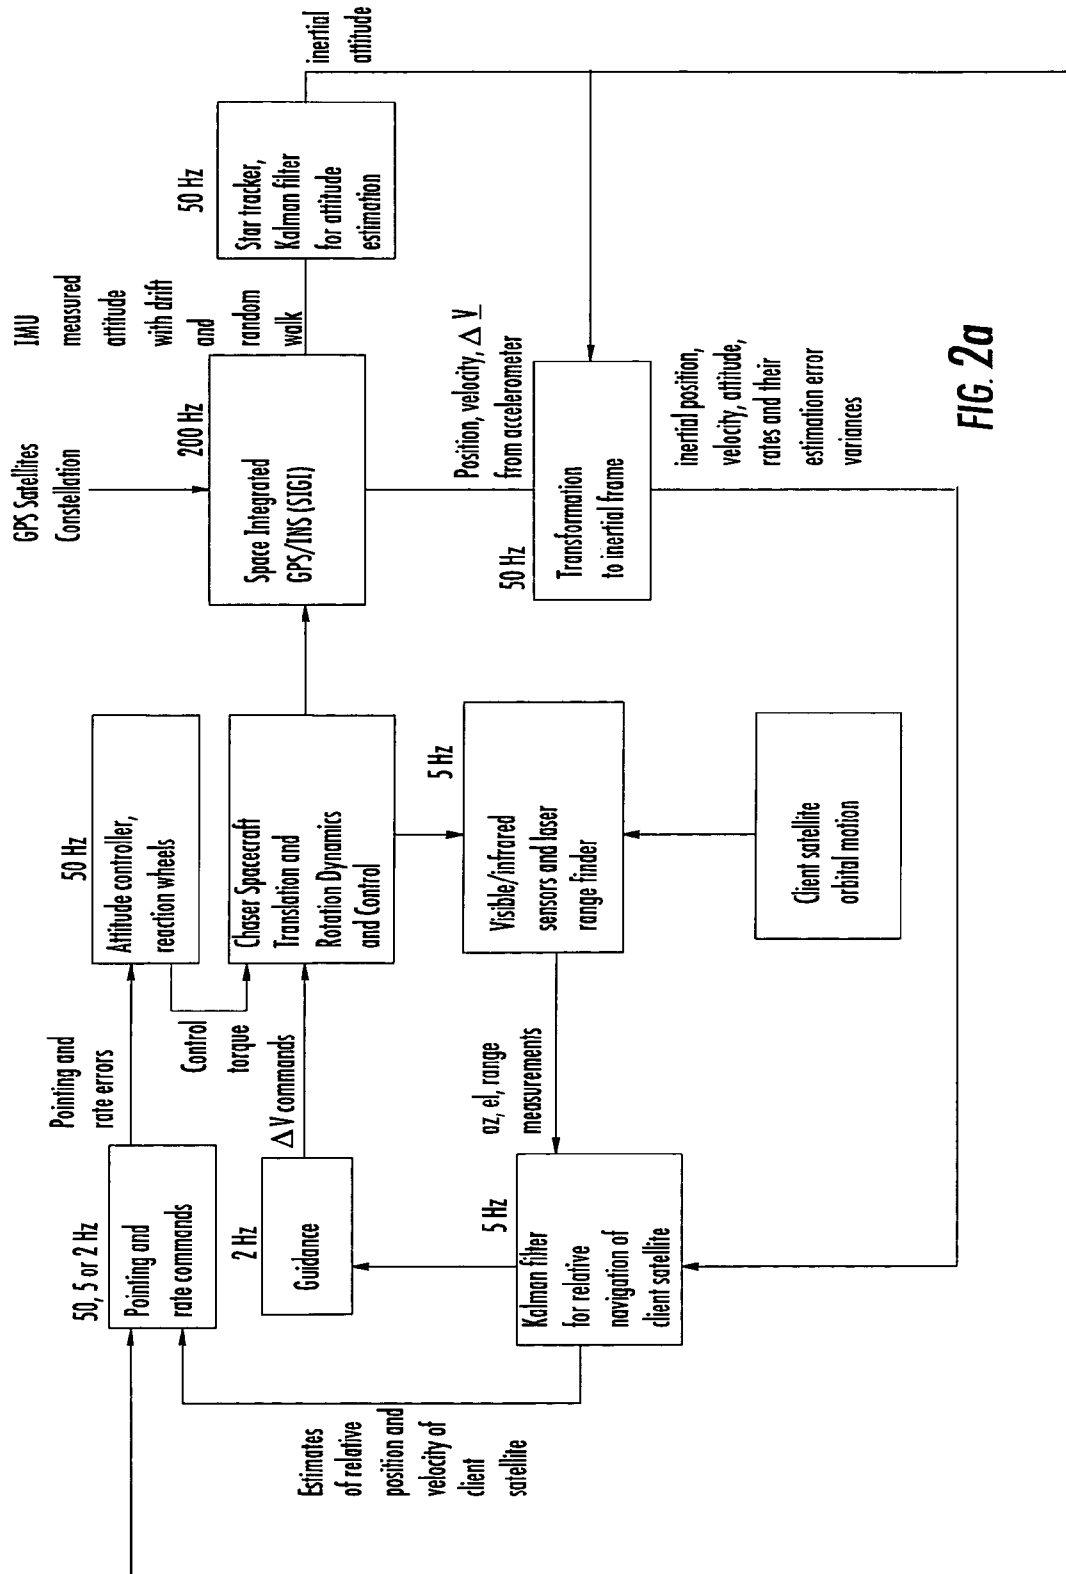 50, 5 or 2 Hz
Pointing and
rate commands
Pointing and
rate errors
50 Hz
Attitude controller,
reaction wheels
Control
torque
2 Hz
Guidance
ΔV commands
Chaser Spacecraft
Translation and
Rotation Dynamics
and Control
GPS Satellites
Constellation
200 Hz
Space Integrated
GPS/INS (SIGI)
IMU
measured
attitude
with drift
and
random
walk
50 Hz
Star tracker,
Kalman filter
for attitude
estimation
inertial
attitude
Estimates
of relative
position and
velocity of
client
satellite
5 Hz
Kalman filter
for relative
navigation of
client satellite
az, el, range
measurements
5 Hz
Visible/infrared
sensors and laser
range finder
Client satellite
orbital motion
Position, velocity, Δ V
from accelerometer
50 Hz
Transformation
to inertial frame
inertial position,
velocity, attitude,
rates and their
estimation error
variances
FIG. 2a